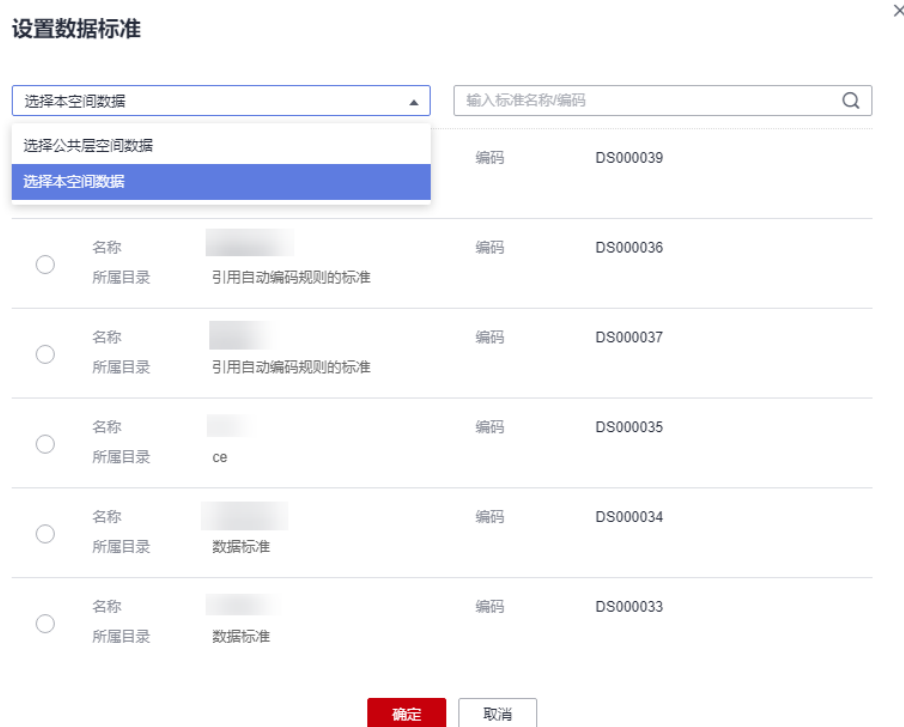 设置数据标准
选择本空间数据
输入标准名称/编码
选择公共层空间数据
选择本空间数据
编码 DS000039
名称 编码 DS000036
所属目录 引用自动编码规则的标准
名称 编码 DS000037
所属目录 引用自动编码规则的标准
名称 编码 DS000035
所属目录 ce
名称 编码 DS000034
所属目录 数据标准
名称 编码 DS000033
所属目录 数据标准
确定 取消